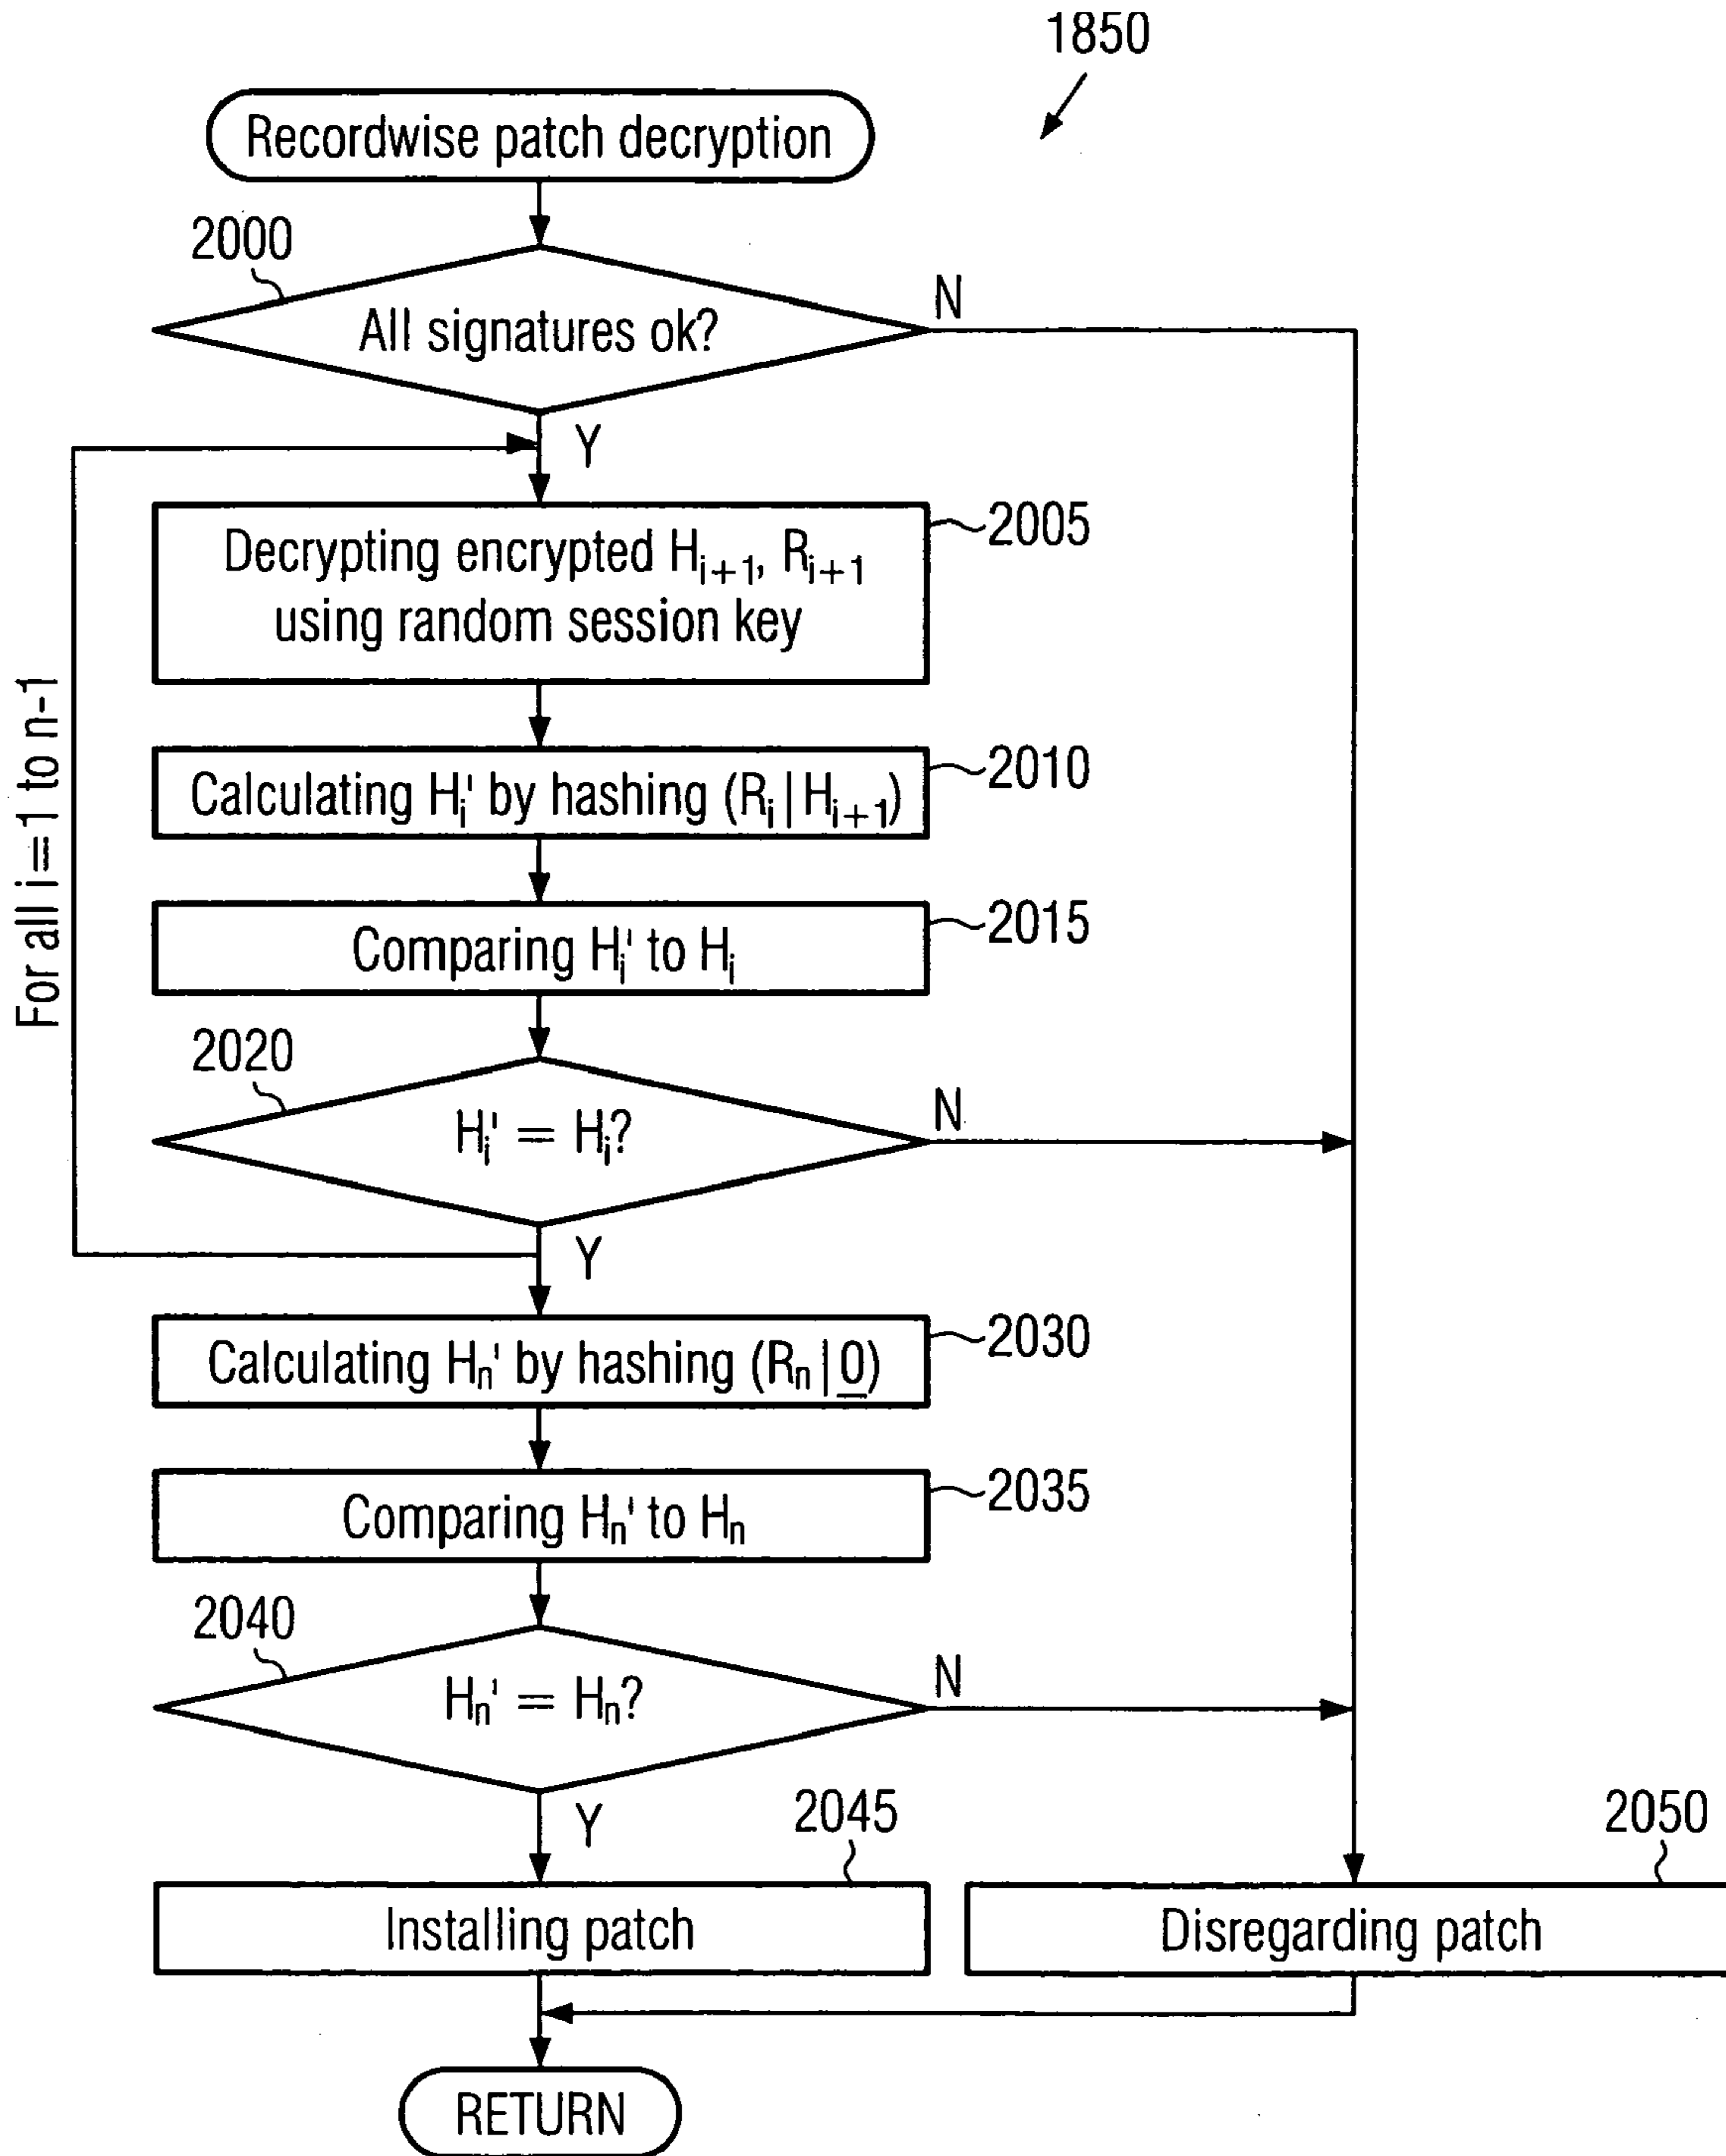 1850
Recordwise patch decryption
2000
All signatures ok?
N
Y
2005
Decrypting encrypted Hᵢ₊₁, Rᵢ₊₁
using random session key
For all i=1 to n-1
2010
Calculating Hᵢ' by hashing (Rᵢ|Hᵢ₊₁)
2015
Comparing Hᵢ' to Hᵢ
2020
Hᵢ' = Hᵢ?
N
Y
2030
Calculating Hₙ' by hashing (Rₙ|0̲)
2035
Comparing Hₙ' to Hₙ
2040
Hₙ' = Hₙ?
N
Y
2045
2050
Installing patch
Disregarding patch
RETURN